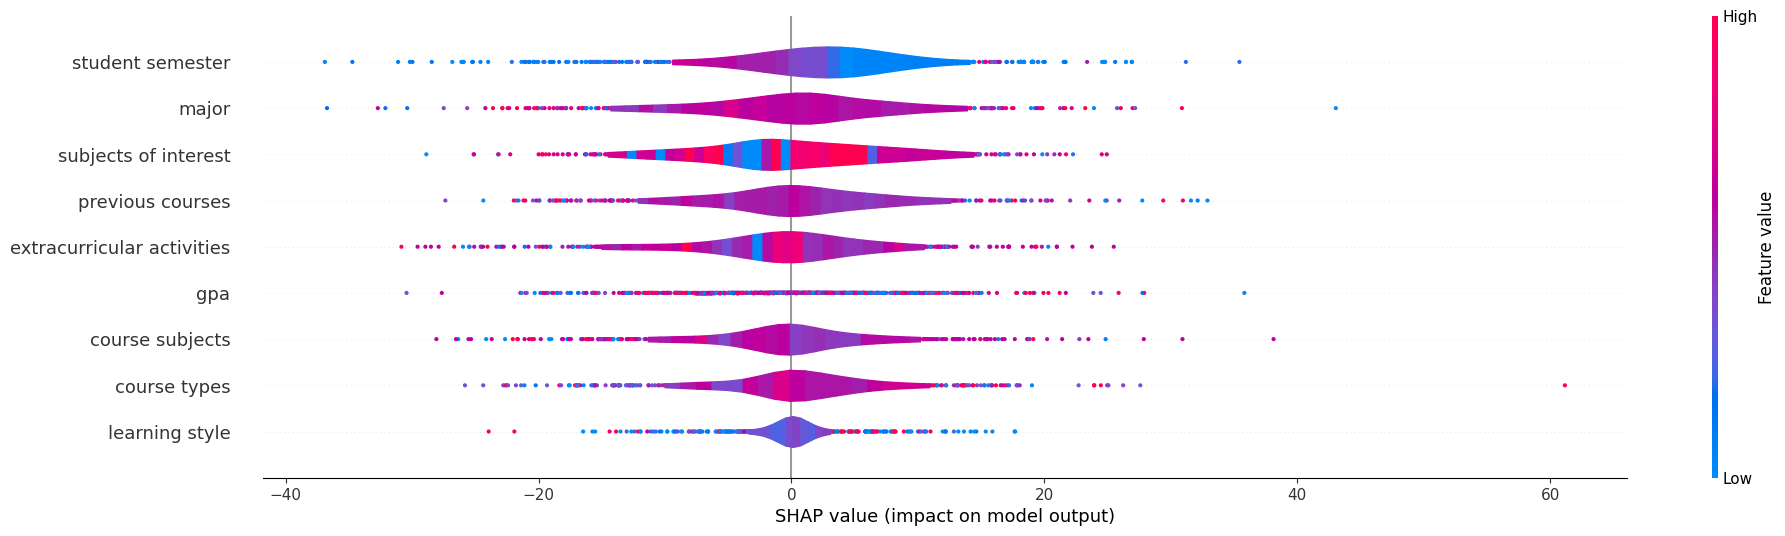 High
student semester
major
subjects of interest
previous courses
extracurricular activities
gpa
course subjects
course types
learning style
Feature value
Low
−40 −20 0 20 40 60
SHAP value (impact on model output)